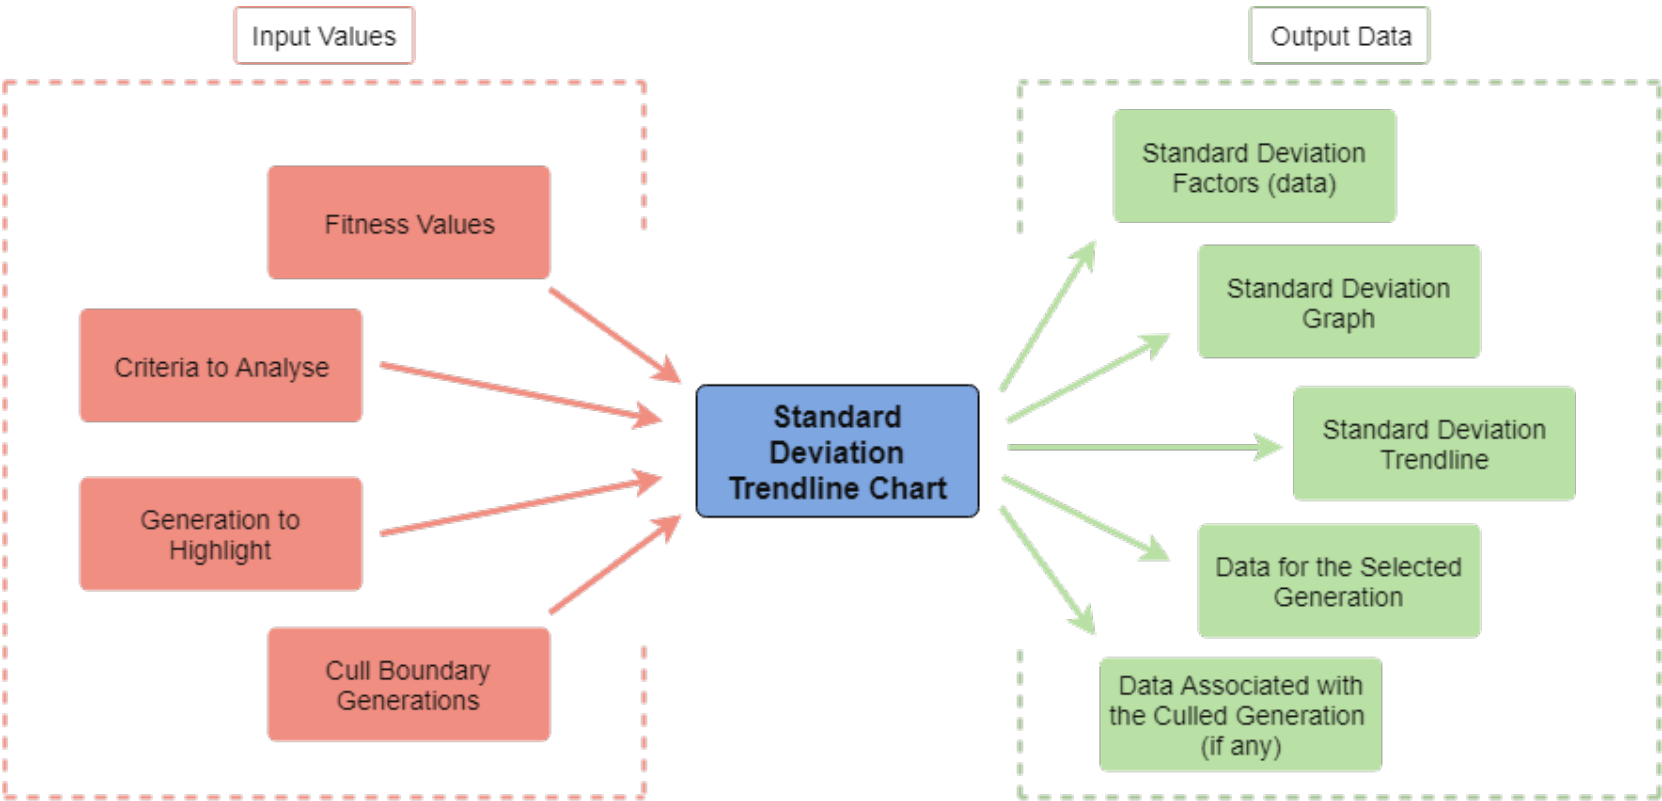 Input Values
Output Data
Fitness Values
Criteria to Analyse
Generation to
Highlight
Cull Boundary
Generations
Standard
Deviation
Trendline Chart
Standard Deviation
Factors (data)
Standard Deviation
Graph
Standard Deviation
Trendline
Data for the Selected
Generation
Data Associated with
the Culled Generation
(if any)